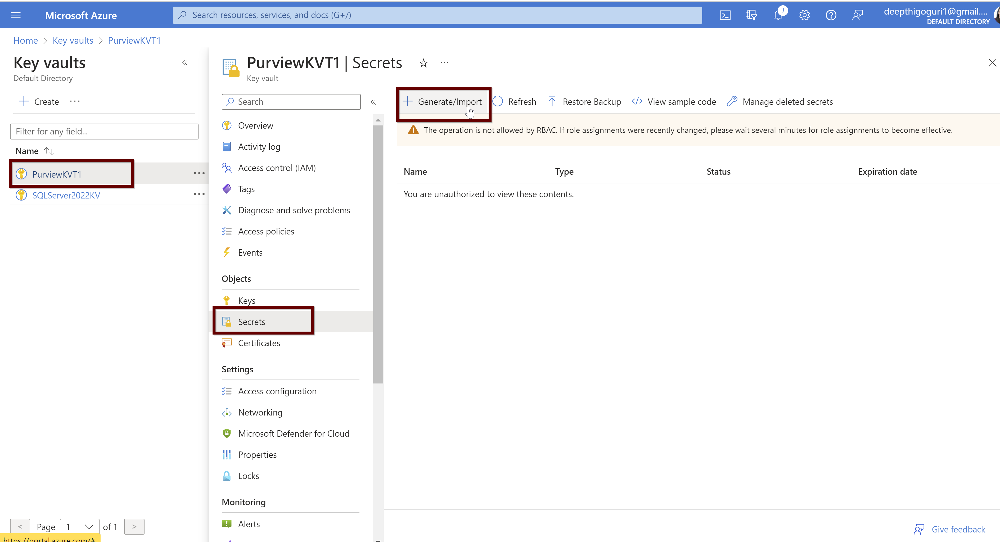 Microsoft Azure
Search resources, services, and docs (G+/)
3
deepthigoguri1@gmail....
DEFAULT DIRECTORY
Home > Key vaults > PurviewKVT1
Key vaults
Default Directory
Create
Filter for any field...
Name
PurviewKVT1
SQLServer2022KV
< Page 1 of 1 >
https://portal.azure.com/#
PurviewKVT1 | Secrets
Key vault
Search
Overview
Activity log
Access control (IAM)
Tags
Diagnose and solve problems
Access policies
Events
Objects
Keys
Secrets
Certificates
Settings
Access configuration
Networking
Microsoft Defender for Cloud
Properties
Locks
Monitoring
Alerts
Generate/Import Refresh Restore Backup View sample code Manage deleted secrets
The operation is not allowed by RBAC. If role assignments were recently changed, please wait several minutes for role assignments to become effective.
Name Type Status Expiration date
You are unauthorized to view these contents.
Give feedback